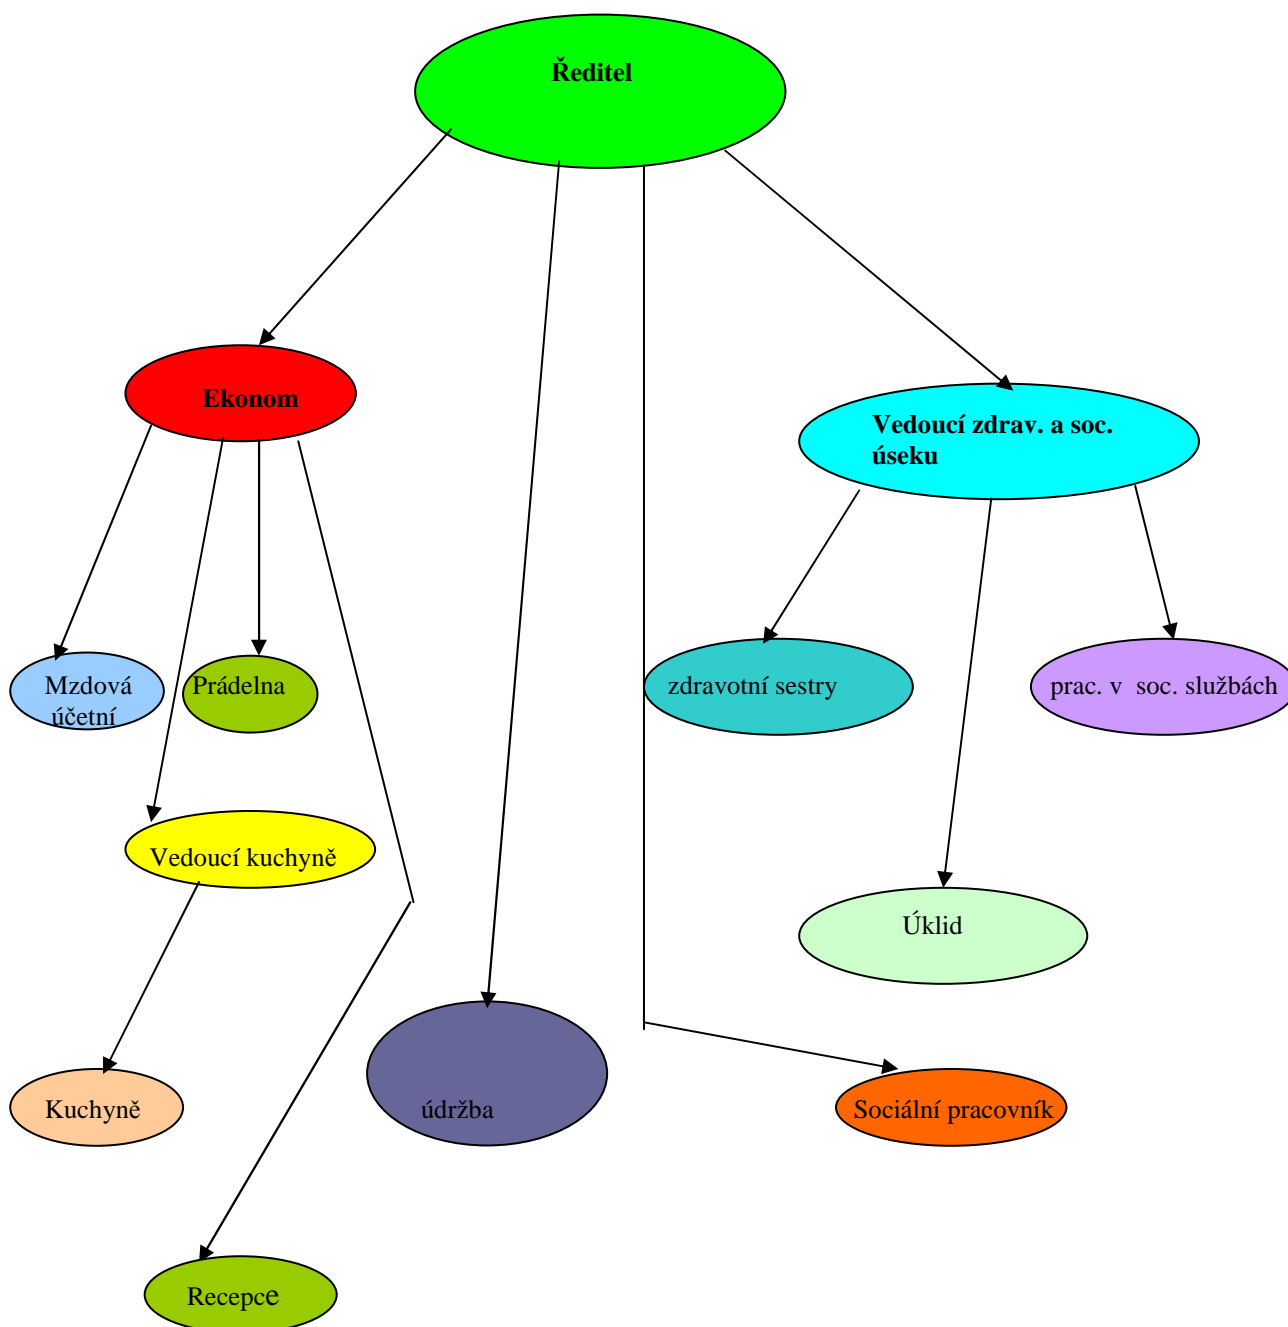 Ředitel
Ekonom
Vedoucí zdrav. a soc.
úseku
Mzdová
účetní
Prádelna
zdravotní sestry
prac. v  soc. službách
Vedoucí kuchyně
Úklid
Kuchyně
údržba
Sociální pracovník
Recepce